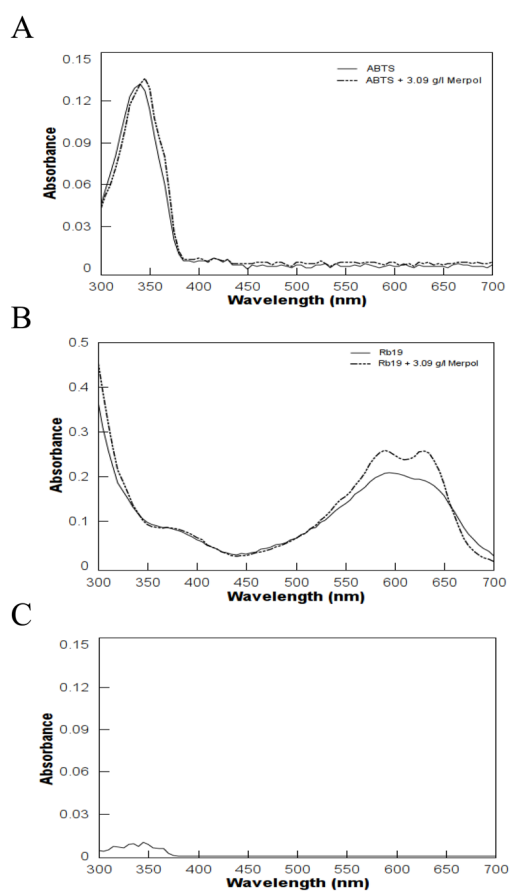 A
0.15
0.12
0.09
0.06
0.03
0
Absorbance
ABTS
ABTS + 3.09 g/l Merpol
300 350 400 450 500 550 600 650 700
Wavelength (nm)
B
0.5
0.4
0.3
0.2
0.1
0
Absorbance
Rb19
Rb19 + 3.09 g/l Merpol
300 350 400 450 500 550 600 650 700
Wavelength (nm)
C
0.15
0.12
0.09
0.06
0.03
0
Absorbance
300 350 400 450 500 550 600 650 700
Wavelength (nm)